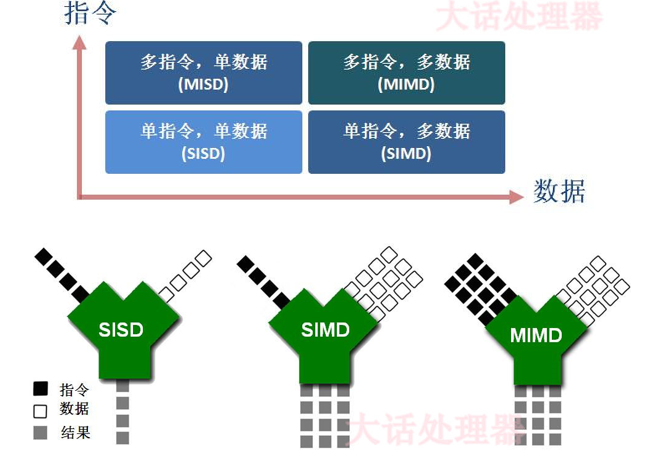 指令
大话处理器
多指令，单数据
(MISD)
多指令，多数据
(MIMD)
单指令，单数据
(SISD)
单指令，多数据
(SIMD)
数据
SISD
SIMD
MIMD
指令
数据
结果
大话处理器